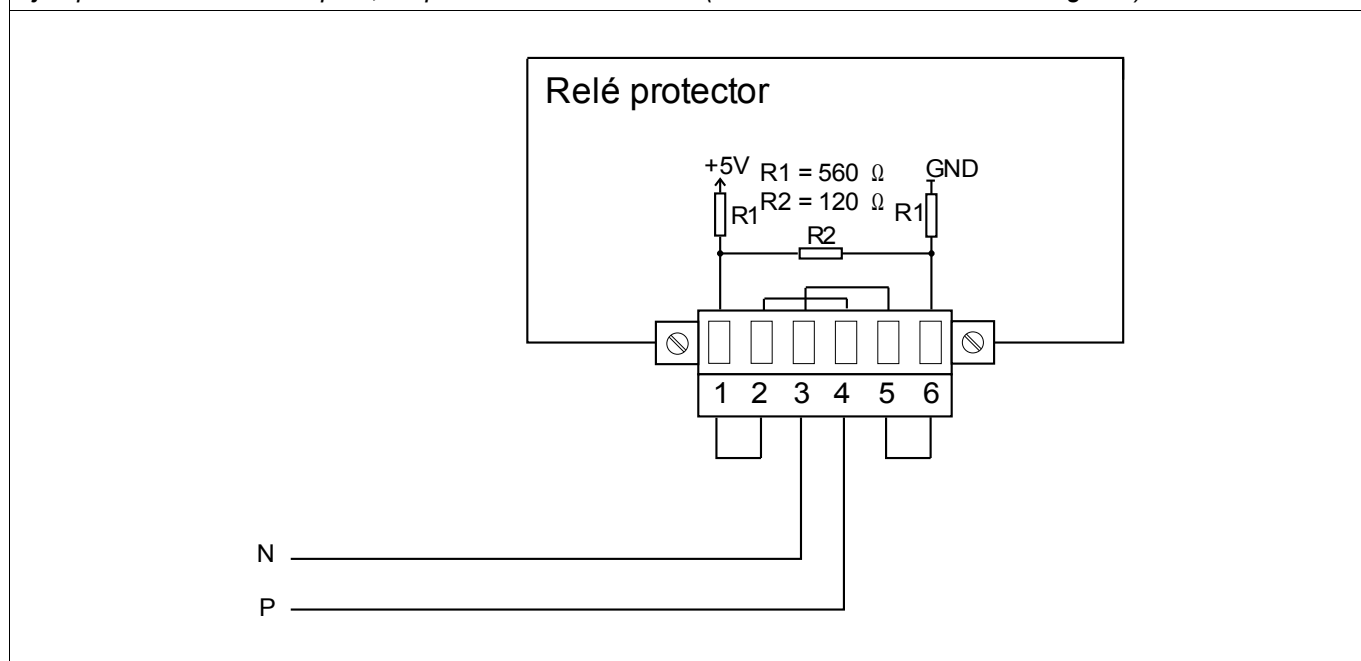 Relé protector
+5V R1 = 560 Ω GND
R1 R2 = 120 Ω R1
R2
1 2 3 4 5 6
N
P